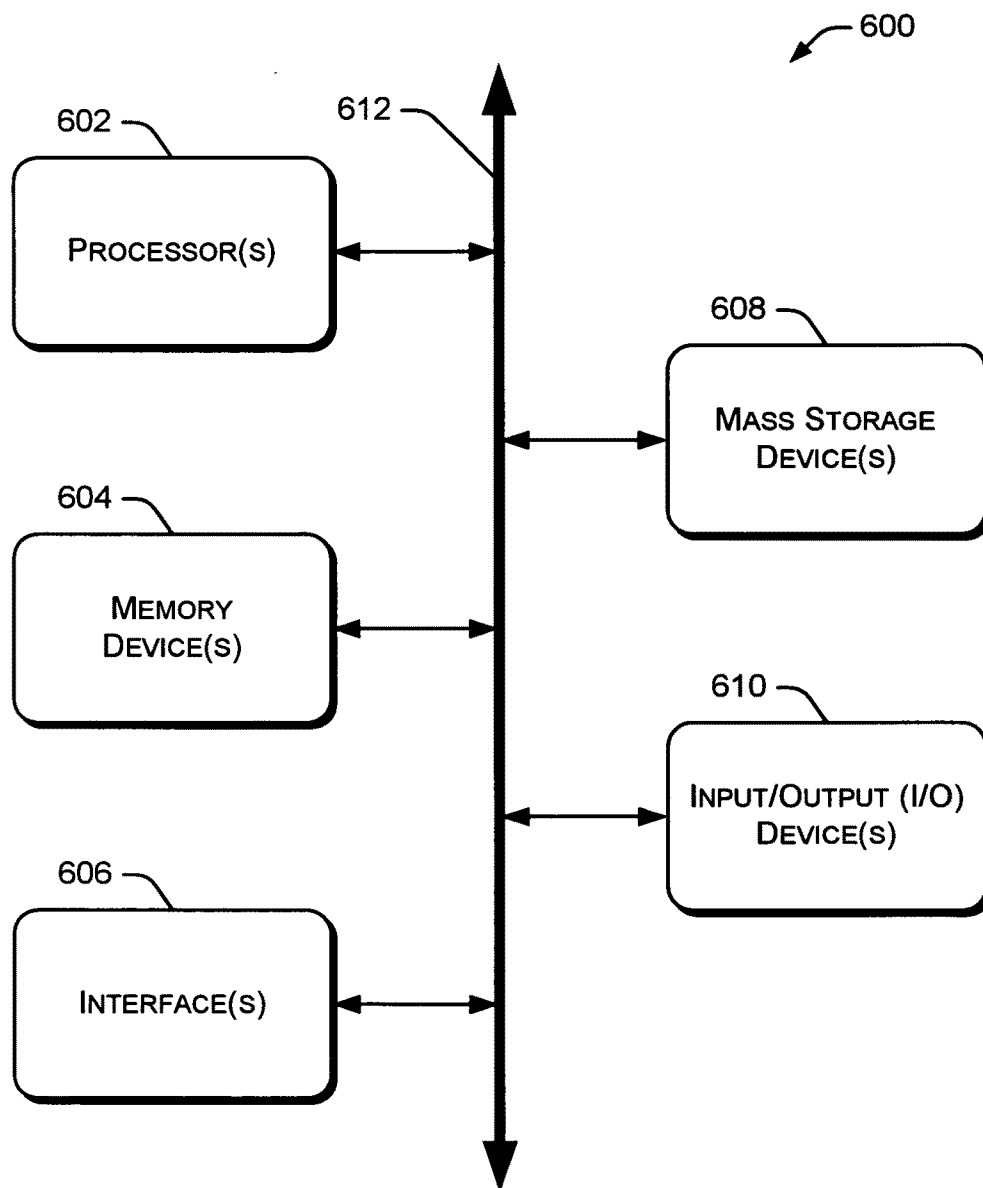 600
602
612
PROCESSOR(S)
608
MASS STORAGE
DEVICE(S)
604
MEMORY
DEVICE(S)
610
INPUT/OUTPUT (I/O)
DEVICE(S)
606
INTERFACE(S)